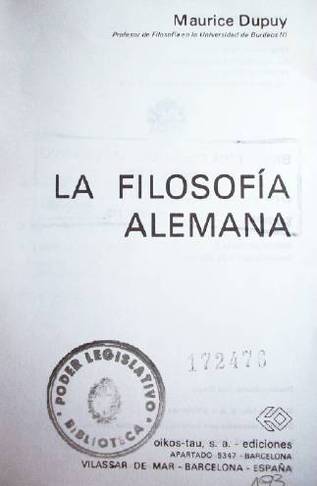 Maurice Dupuy
Profesor de Filosofía en la Universidad de Burdeos III
LA FILOSOFÍA
ALEMANA
172476
PODER LEGISLATIVO
BIBLIOTECA
oikos-tau, s. a. - ediciones
APARTADO 5347 - BARCELONA
VILASSAR DE MAR - BARCELONA - ESPAÑA